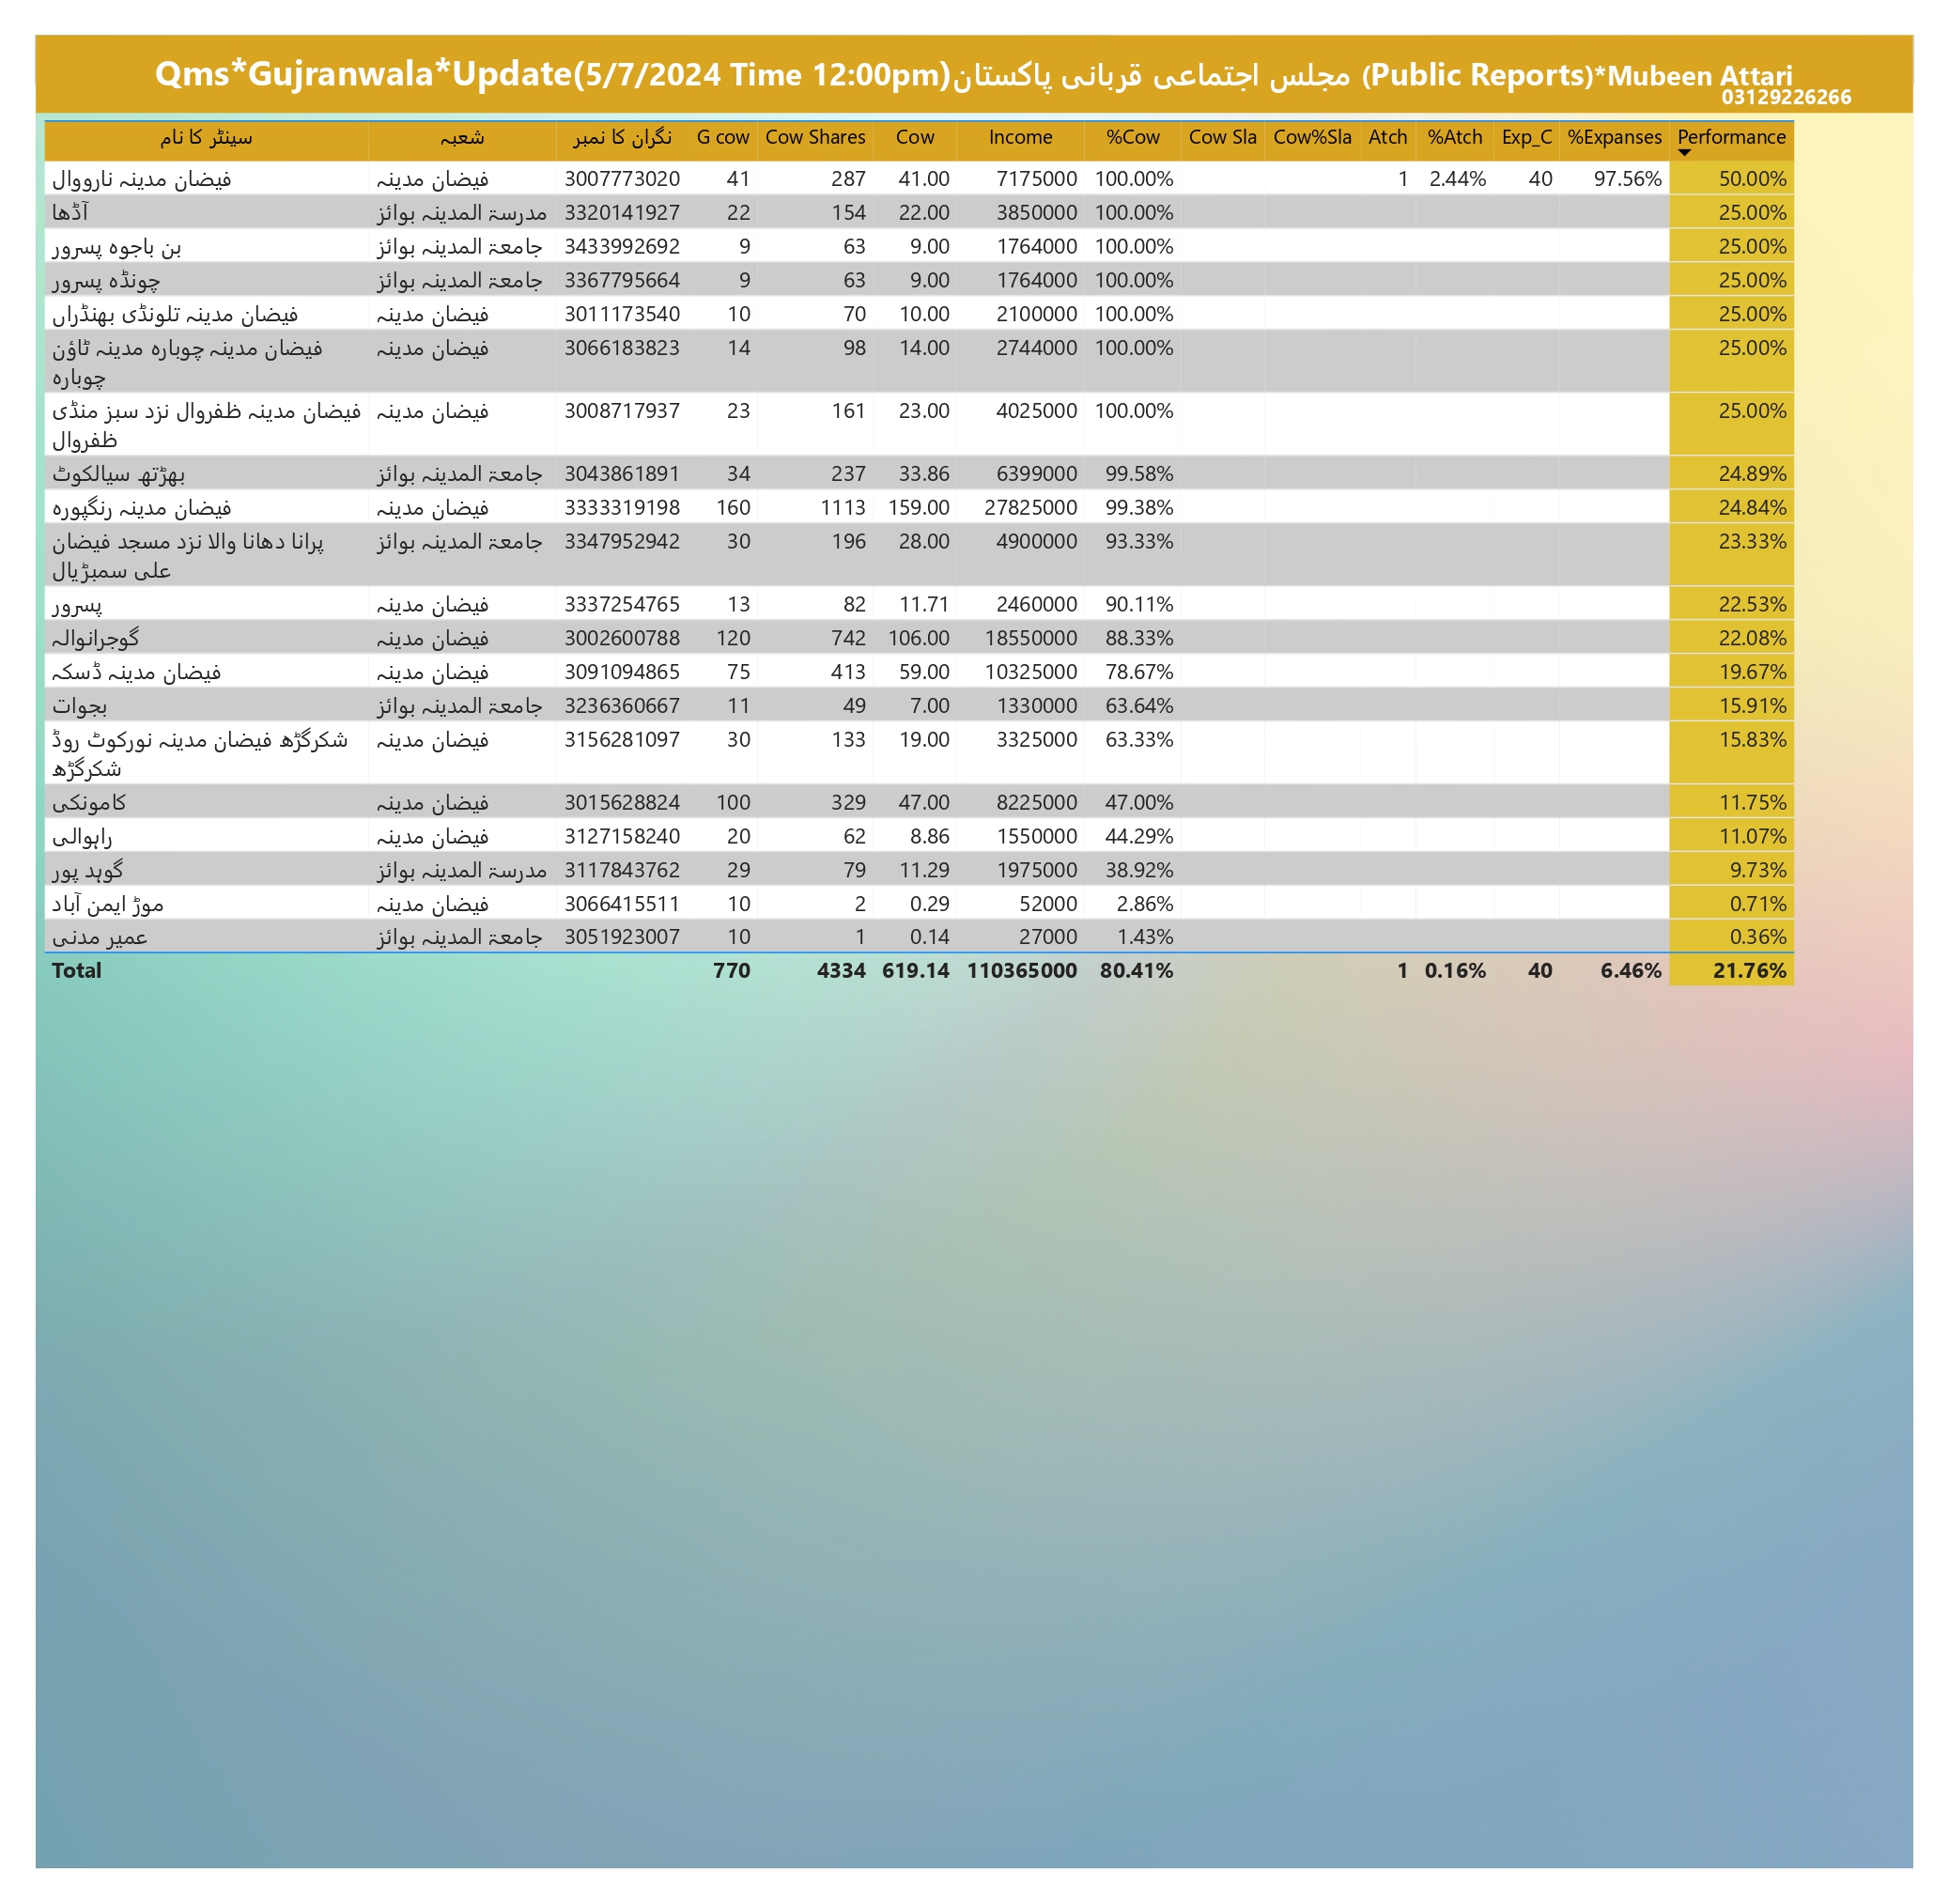 Qms*Gujranwala*Update(5/7/2024 Time 12:00pm)مجلس اجتماعی قربانی پاکستان (Public Reports)*Mubeen Attari
03129226266
سینٹر کا نام شعبہ نگران کا نمبر G cow Cow Shares Cow Income %Cow Cow Sla Cow%Sla Atch %Atch Exp_C %Expanses Performance
فیضان مدینہ نارووال فیضان مدینہ 3007773020 41 287 41.00 7175000 100.00% 1 2.44% 40 97.56% 50.00%
آڈھا مدرسۃ المدینہ بوائز 3320141927 22 154 22.00 3850000 100.00% 25.00%
بن باجوہ پسرور جامعۃ المدینہ بوائز 3433992692 9 63 9.00 1764000 100.00% 25.00%
چونڈہ پسرور جامعۃ المدینہ بوائز 3367795664 9 63 9.00 1764000 100.00% 25.00%
فیضان مدینہ تلونڈی بھنڈراں فیضان مدینہ 3011173540 10 70 10.00 2100000 100.00% 25.00%
فیضان مدینہ چوبارہ مدینہ ٹاؤن فیضان مدینہ 3066183823 14 98 14.00 2744000 100.00% 25.00%
چوبارہ
فیضان مدینہ ظفروال نزد سبز منڈی فیضان مدینہ 3008717937 23 161 23.00 4025000 100.00% 25.00%
ظفروال
بھڑتھ سیالکوٹ جامعۃ المدینہ بوائز 3043861891 34 237 33.86 6399000 99.58% 24.89%
فیضان مدینہ رنگپورہ فیضان مدینہ 3333319198 160 1113 159.00 27825000 99.38% 24.84%
پرانا دھانا والا نزد مسجد فیضان جامعۃ المدینہ بوائز 3347952942 30 196 28.00 4900000 93.33% 23.33%
علی سمبڑیال
پسرور فیضان مدینہ 3337254765 13 82 11.71 2460000 90.11% 22.53%
گوجرانوالہ فیضان مدینہ 3002600788 120 742 106.00 18550000 88.33% 22.08%
فیضان مدینہ ڈسکہ فیضان مدینہ 3091094865 75 413 59.00 10325000 78.67% 19.67%
بجوات جامعۃ المدینہ بوائز 3236360667 11 49 7.00 1330000 63.64% 15.91%
شکرگڑھ فیضان مدینہ نورکوٹ روڈ فیضان مدینہ 3156281097 30 133 19.00 3325000 63.33% 15.83%
شکرگڑھ
کامونکی فیضان مدینہ 3015628824 100 329 47.00 8225000 47.00% 11.75%
راہوالی فیضان مدینہ 3127158240 20 62 8.86 1550000 44.29% 11.07%
گوہد پور مدرسۃ المدینہ بوائز 3117843762 29 79 11.29 1975000 38.92% 9.73%
موڑ ایمن آباد فیضان مدینہ 3066415511 10 2 0.29 52000 2.86% 0.71%
عمیر مدنی جامعۃ المدینہ بوائز 3051923007 10 1 0.14 27000 1.43% 0.36%
Total 770 4334 619.14 110365000 80.41% 1 0.16% 40 6.46% 21.76%